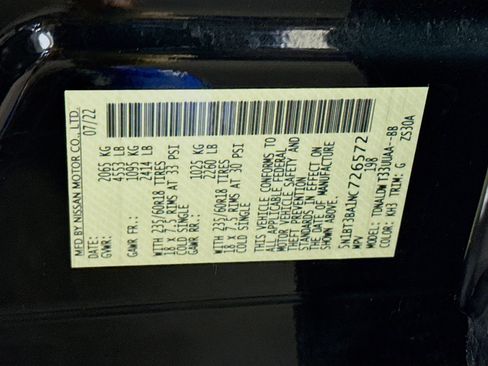 MFD. BY NISSAN MOTOR CO., LTD.
07/22
GVWR: 2065 KG
4553 LB
GAWR FR.: 1095 KG
2414 LB
WITH 235/60R18 TIRES
18 X 7.5 RIMS AT 33 PSI
COLD SINGLE
GAWR RR.: 1025 KG
2260 LB
WITH 235/60R18 TIRES
18 X 7.5 RIMS AT 30 PSI
COLD SINGLE
THIS VEHICLE CONFORMS TO
ALL APPLICABLE FEDERAL
MOTOR VEHICLE SAFETY AND
THEFT PREVENTION
STANDARDS IN EFFECT ON
THE DATE OF MANUFACTURE
SHOWN ABOVE.
5N1BT3BA1NC726572
MPV 198
MODEL: TDWALDWT33UUAA--BB
COLOR: KH3 TRIM: G
ZS30A